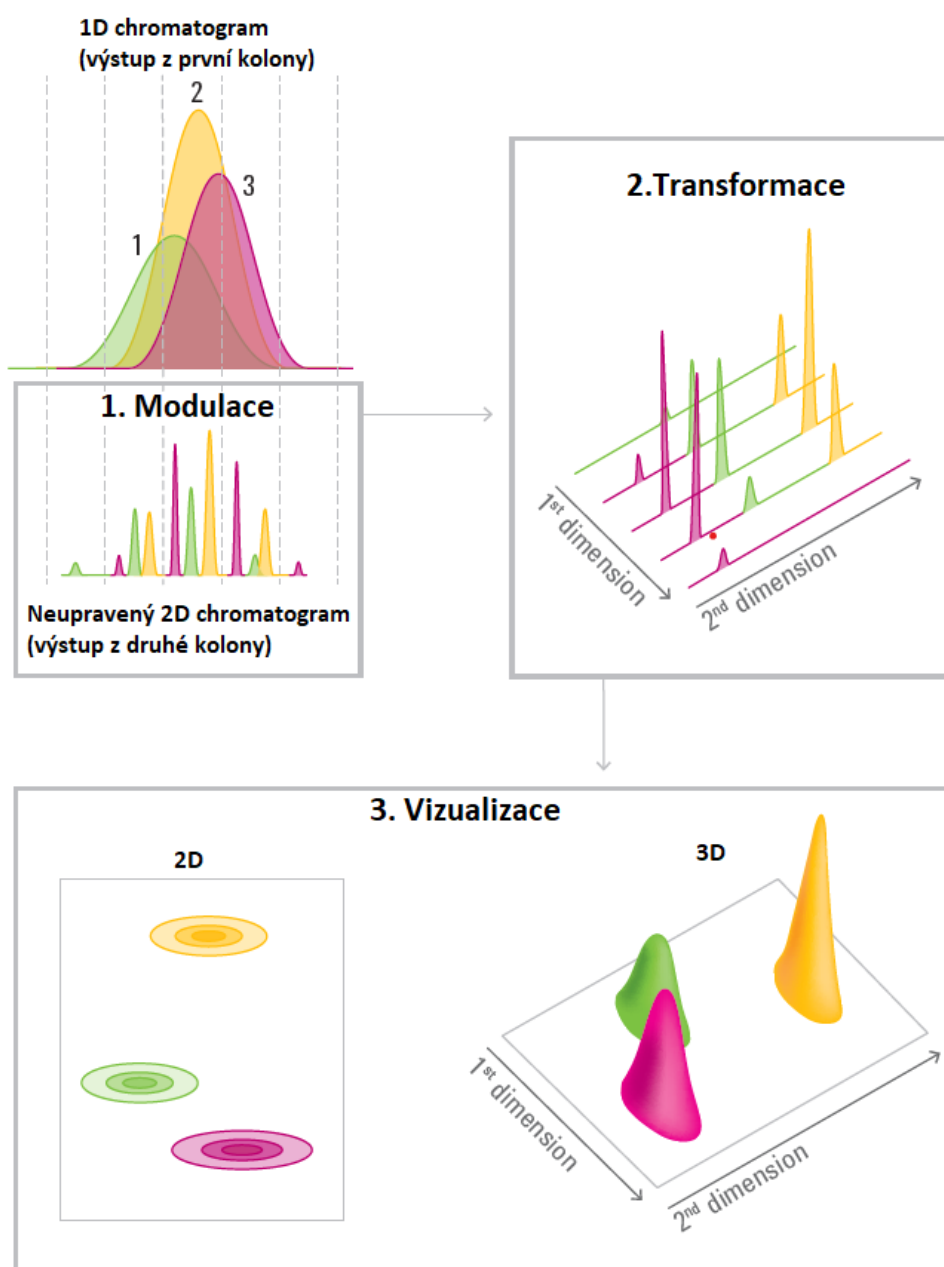 1D chromatogram
(výstup z první kolony)
2
3
1
1. Modulace
Neupravený 2D chromatogram
(výstup z druhé kolony)
2.Transformace
1st dimension
2nd dimension
3. Vizualizace
2D
3D
1st dimension
2nd dimension